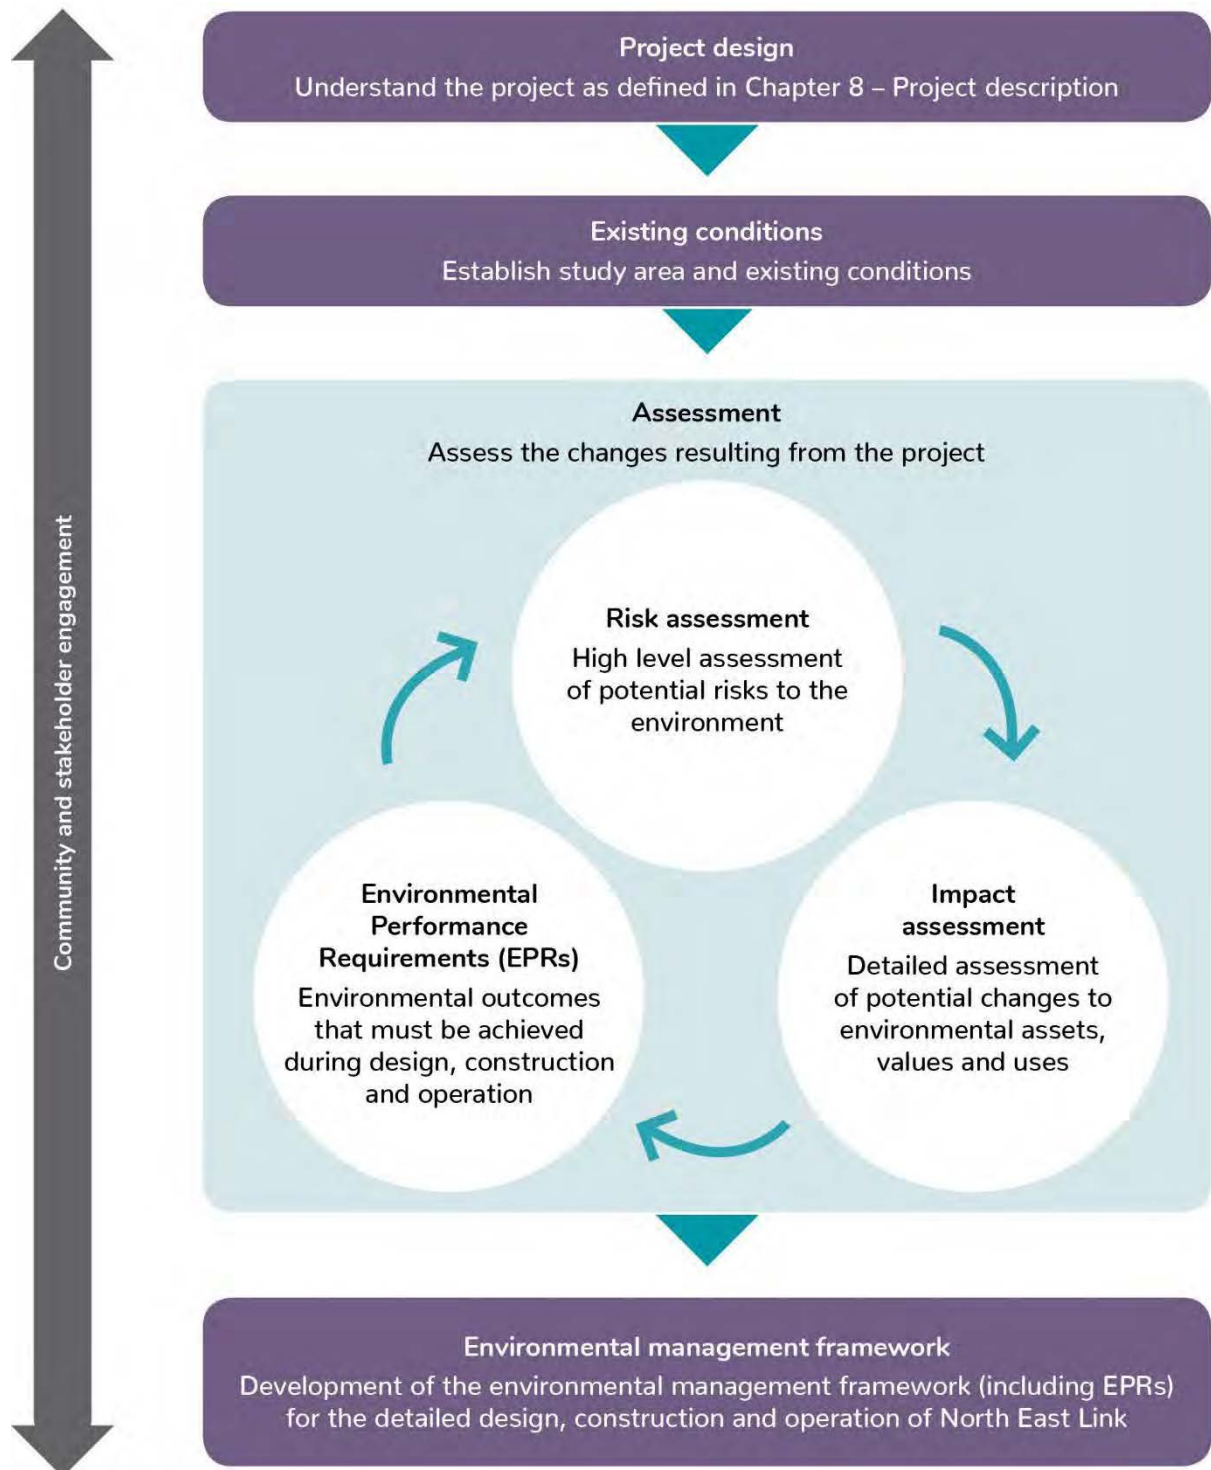 Project design
Understand the project as defined in Chapter 8 – Project description
Existing conditions
Establish study area and existing conditions
Community and stakeholder engagement
Assessment
Assess the changes resulting from the project
Risk assessment
High level assessment
of potential risks to the
environment
Environmental
Performance
Requirements (EPRs)
Environmental outcomes
that must be achieved
during design, construction
and operation
Impact
assessment
Detailed assessment
of potential changes to
environmental assets,
values and uses
Environmental management framework
Development of the environmental management framework (including EPRs)
for the detailed design, construction and operation of North East Link